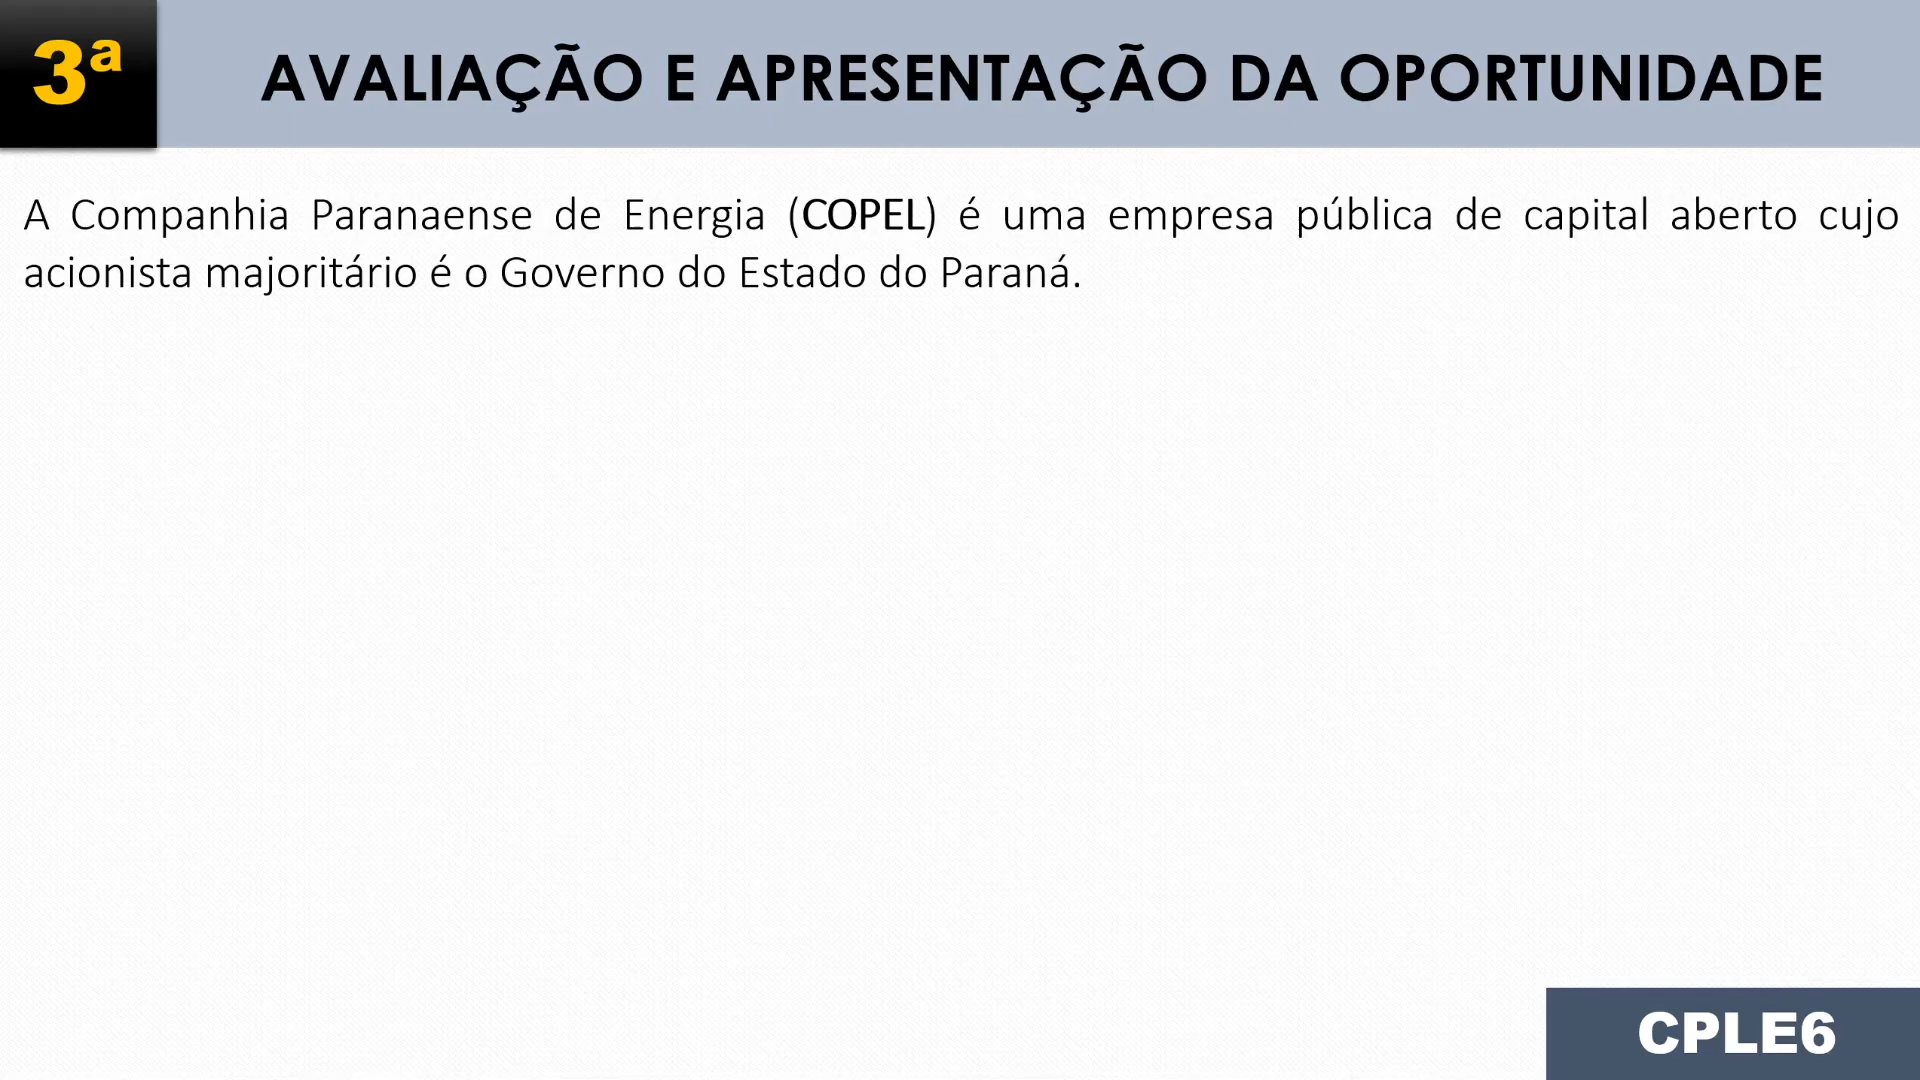 3ª
AVALIAÇÃO E APRESENTAÇÃO DA OPORTUNIDADE
A Companhia Paranaense de Energia (COPEL) é uma empresa pública de capital aberto cujo
acionista majoritário é o Governo do Estado do Paraná.
CPLE6